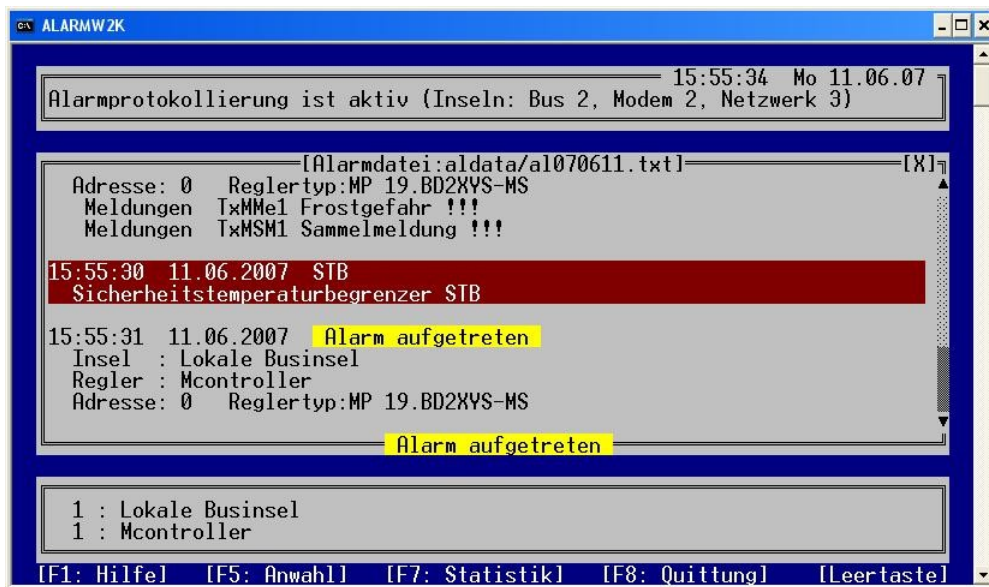 ALARMW2K
15:55:34 Mo 11.06.07
Alarmprotokollierung ist aktiv (Inseln: Bus 2, Modem 2, Netzwerk 3)
[Alarmdatei:aldata/al070611.txt] [X]
Adresse: 0 Reglertyp:MP 19.BD2XYS-MS
Meldungen TxMMe1 Frostgefahr !!!
Meldungen TxMSM1 Sammelmeldung !!!
15:55:30 11.06.2007 STB
Sicherheitstemperaturbegrenzer STB
15:55:31 11.06.2007 Alarm aufgetreten
Insel : Lokale Businsel
Regler : Mcontroller
Adresse: 0 Reglertyp:MP 19.BD2XYS-MS
Alarm aufgetreten
1 : Lokale Businsel
1 : Mcontroller
[F1: Hilfe] [F5: Anwahl] [F7: Statistik] [F8: Quittung] [Leertaste]